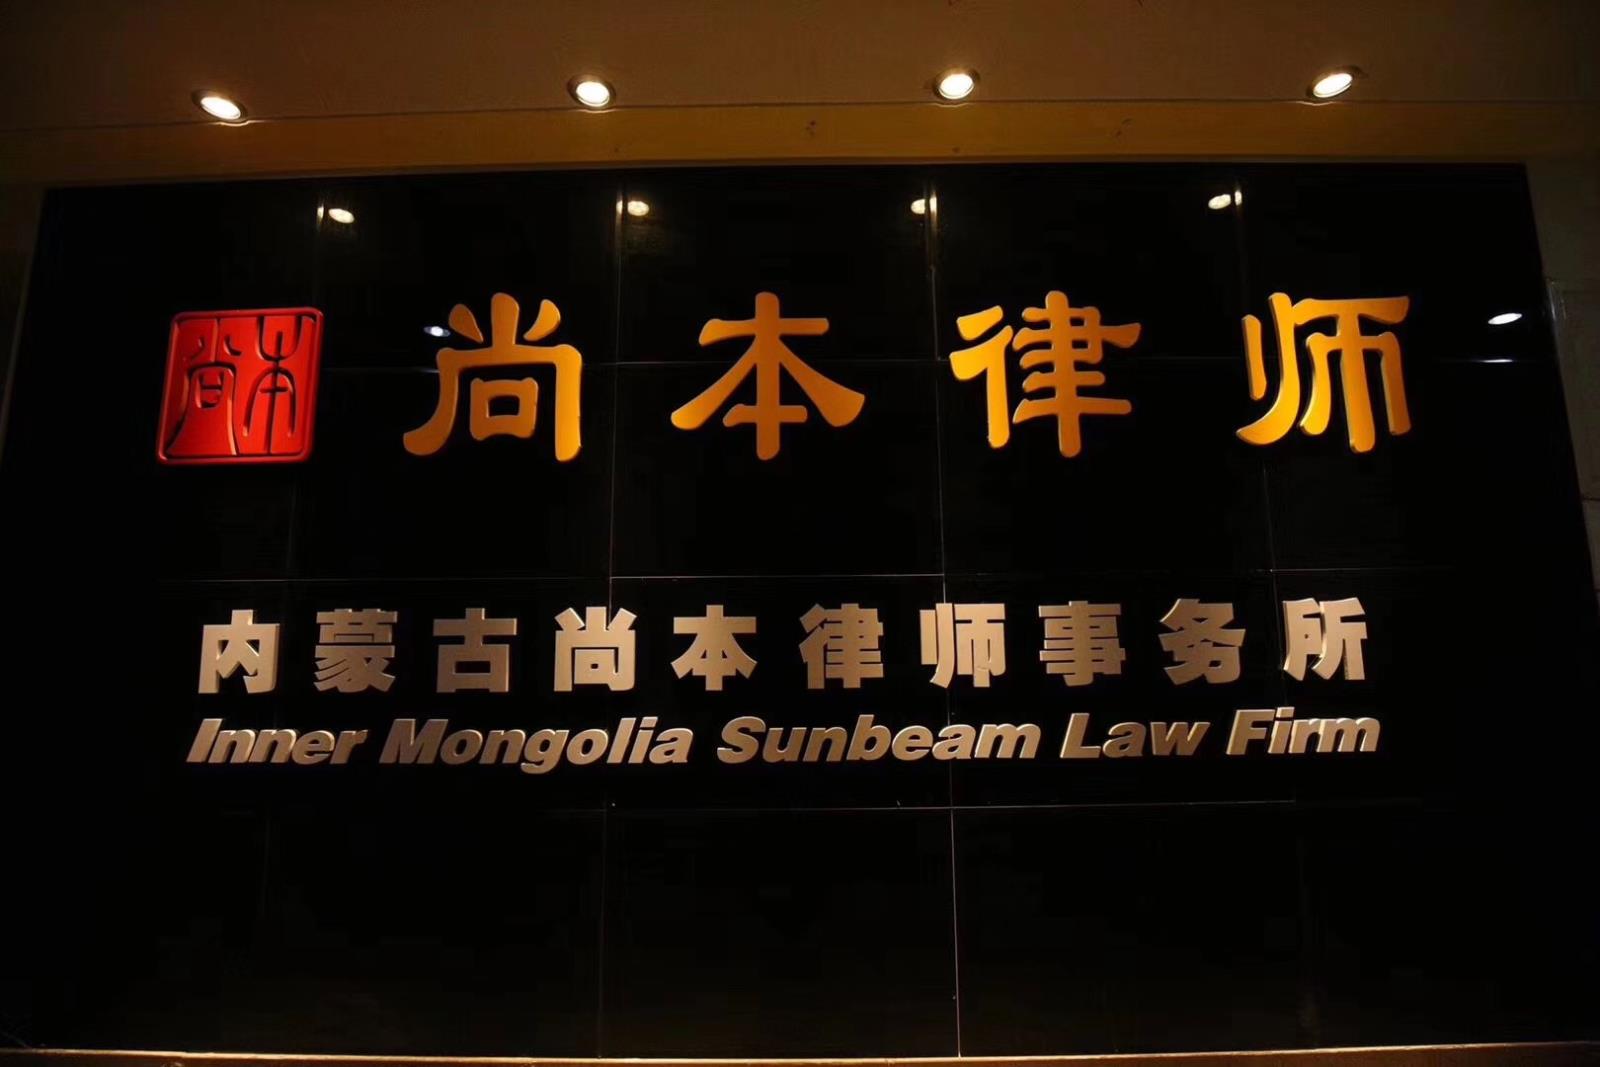 尚本 尚本律师
内蒙古尚本律师事务所
Inner Mongolia Sunbeam Law Firm